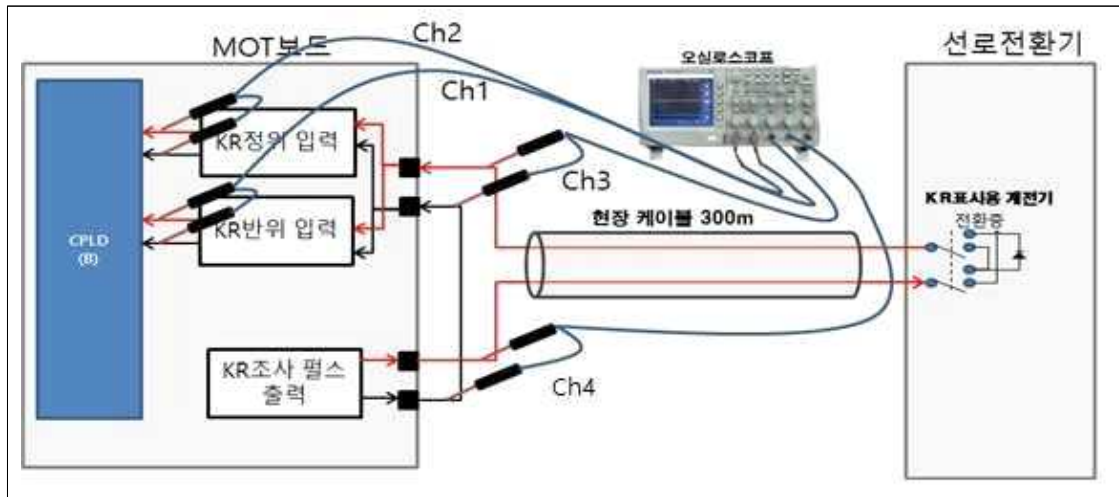 MOT보드
Ch2
Ch1
오실로스코프
선로전환기
KR정위 입력
Ch3
KR반위 입력
CPLD
(B)
현장 케이블 300m
KR표시용 계전기
전환중
KR조사 펄스
출력
Ch4